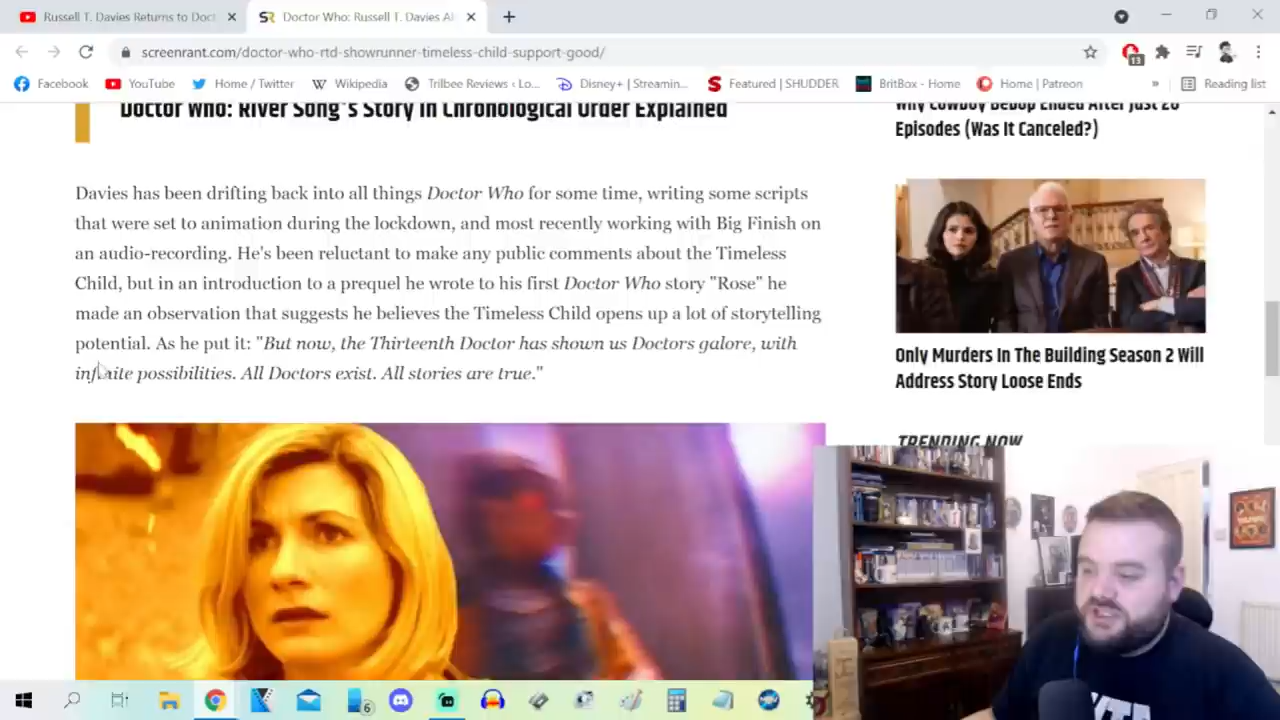 Russell T. Davies Returns to Doct
Doctor Who: Russell T. Davies Al
screenrant.com/doctor-who-rtd-showrunner-timeless-child-support-good/
13
Facebook
YouTube
Home / Twitter
Wikipedia
Trilbee Reviews ‹ Lo...
Disney+ | Streamin...
Featured | SHUDDER
BritBox - Home
Home | Patreon
»
Reading list
Doctor Who: River Song's Story In Chronological Order Explained
Davies has been drifting back into all things Doctor Who for some time, writing some scripts
that were set to animation during the lockdown, and most recently working with Big Finish on
an audio-recording. He's been reluctant to make any public comments about the Timeless
Child, but in an introduction to a prequel he wrote to his first Doctor Who story "Rose" he
made an observation that suggests he believes the Timeless Child opens up a lot of storytelling
potential. As he put it: "But now, the Thirteenth Doctor has shown us Doctors galore, with
infinite possibilities. All Doctors exist. All stories are true."
Why Cowboy Bebop Ended After Just 26
Episodes (Was It Canceled?)
Only Murders In The Building Season 2 Will
Address Story Loose Ends
TRENDING NOW
6